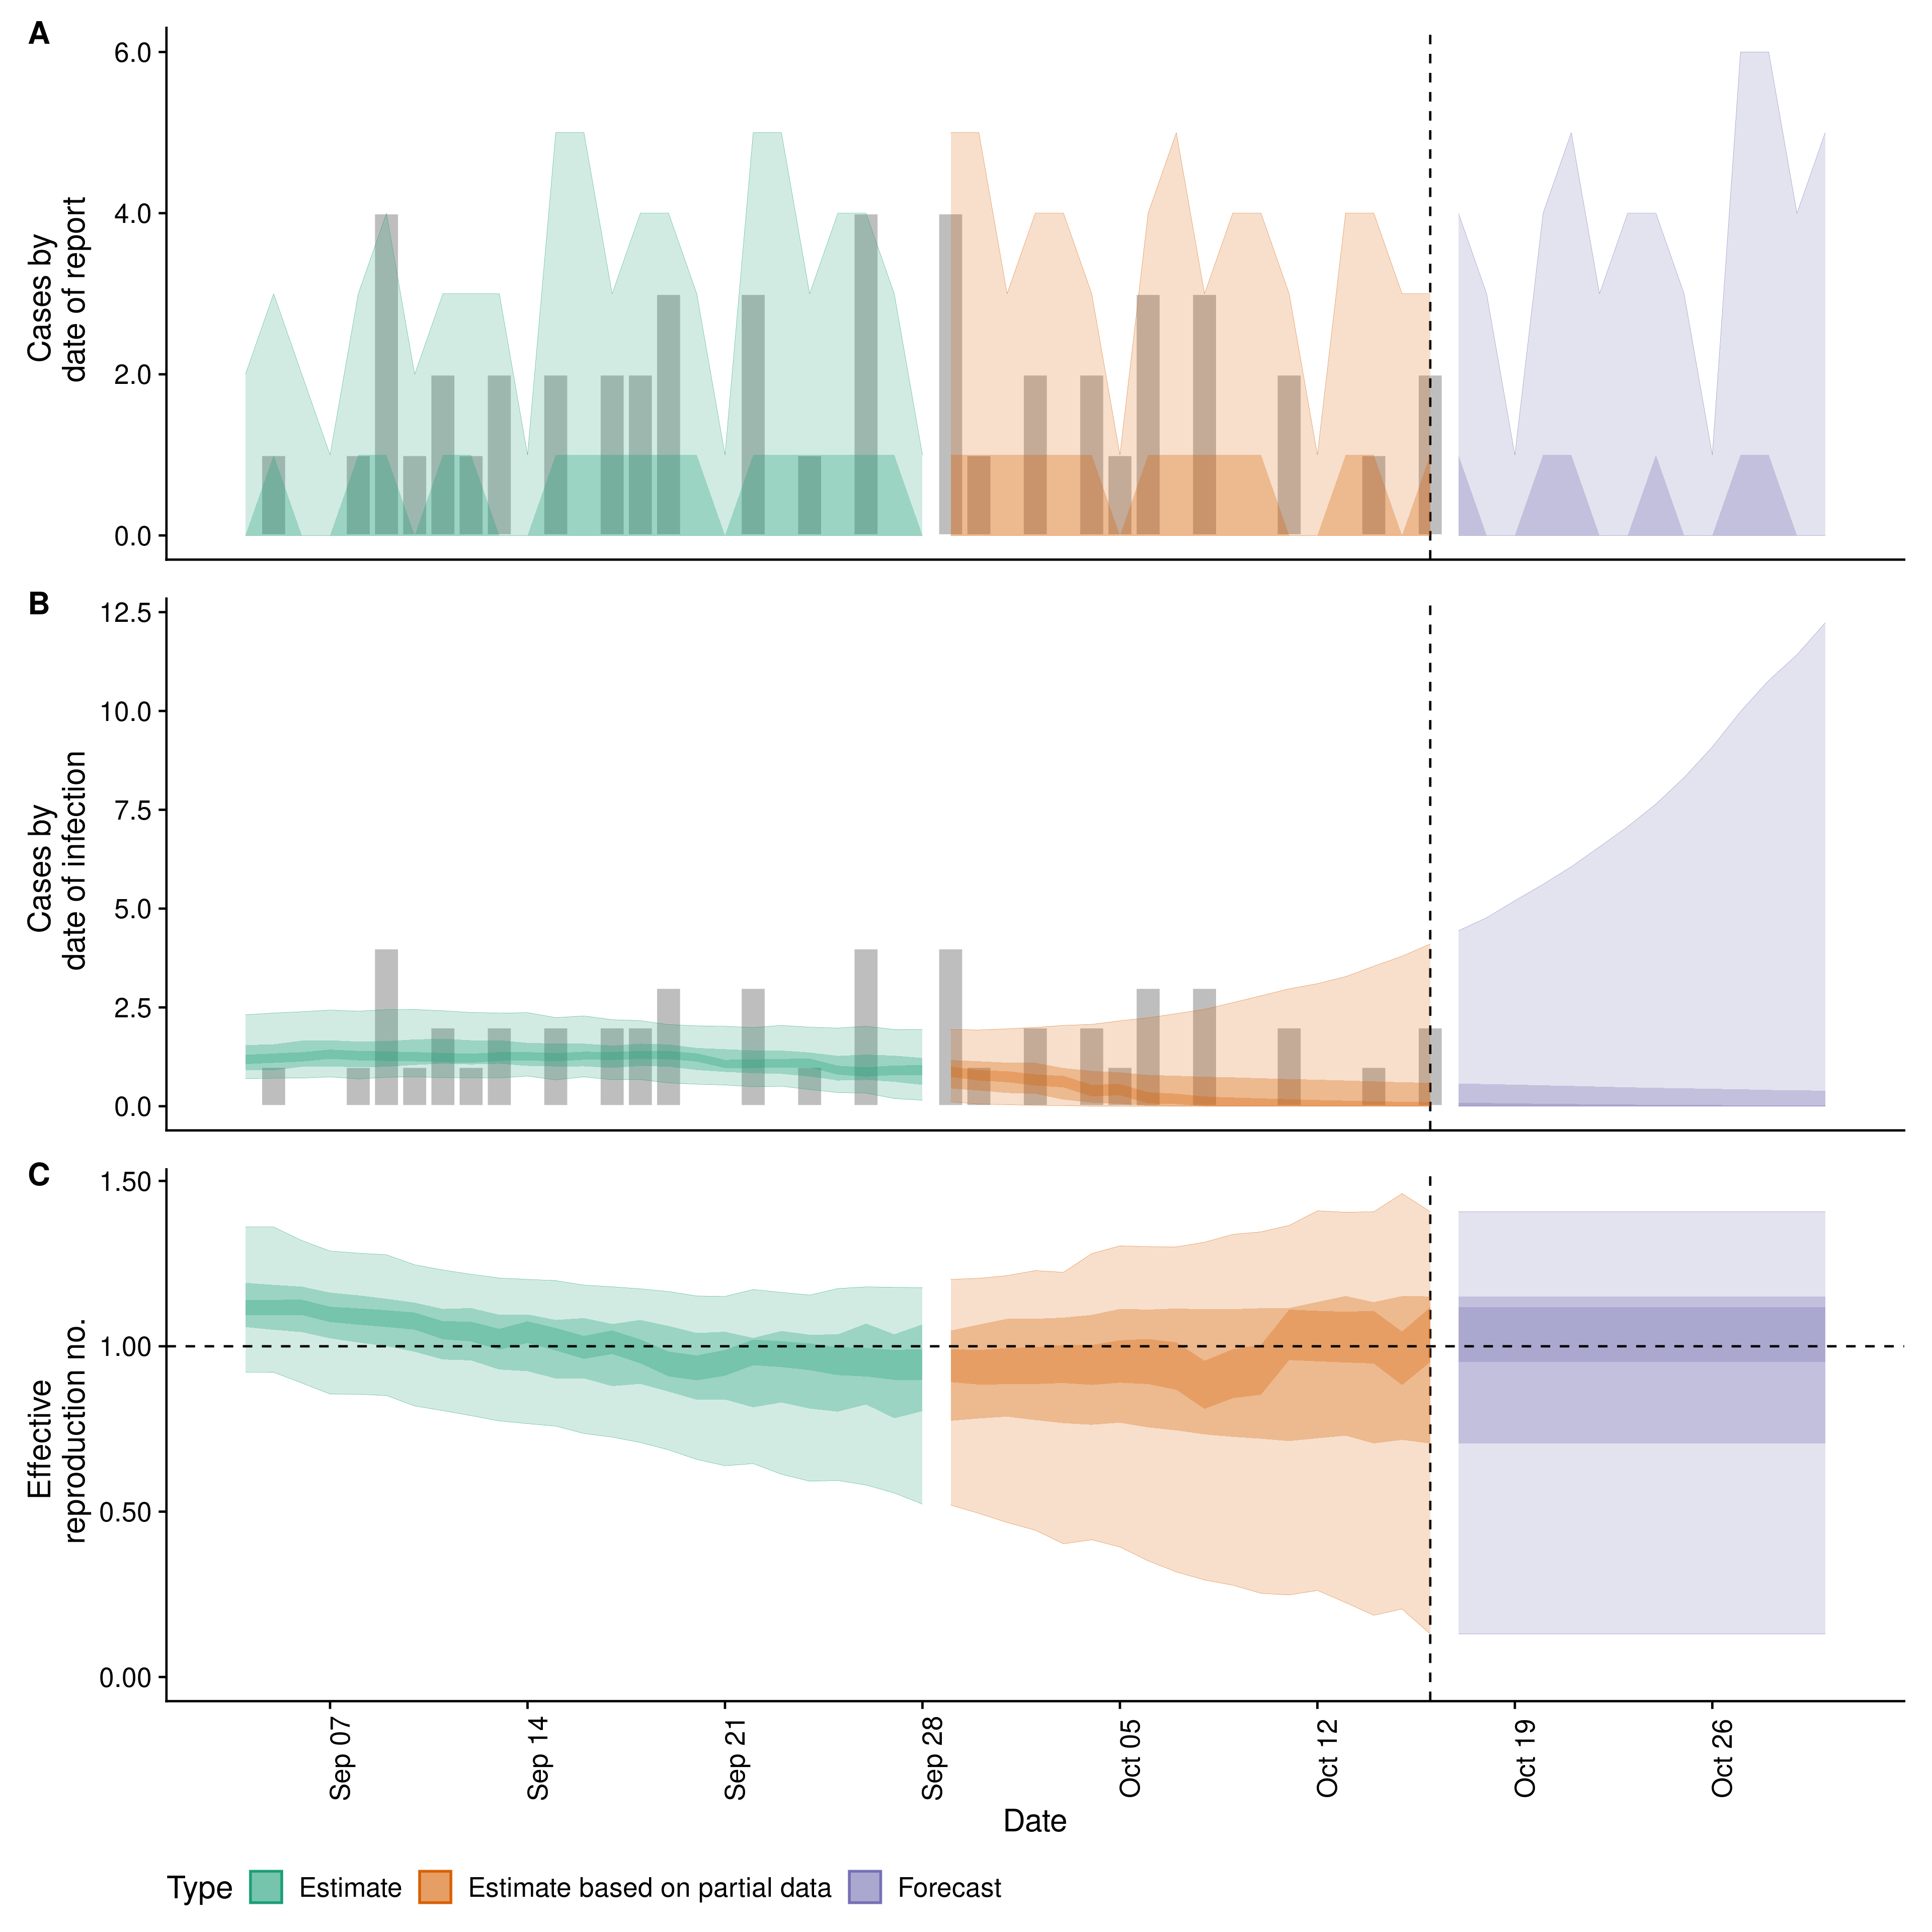 A
6.0
4.0
2.0
0.0
Cases by
date of report
B
12.5
10.0
7.5
5.0
2.5
0.0
Cases by
date of infection
C
1.50
1.00
0.50
0.00
Effective
reproduction no.
Sep 07
Sep 14
Sep 21
Sep 28
Oct 05
Oct 12
Oct 19
Oct 26
Date
Type Estimate Estimate based on partial data Forecast